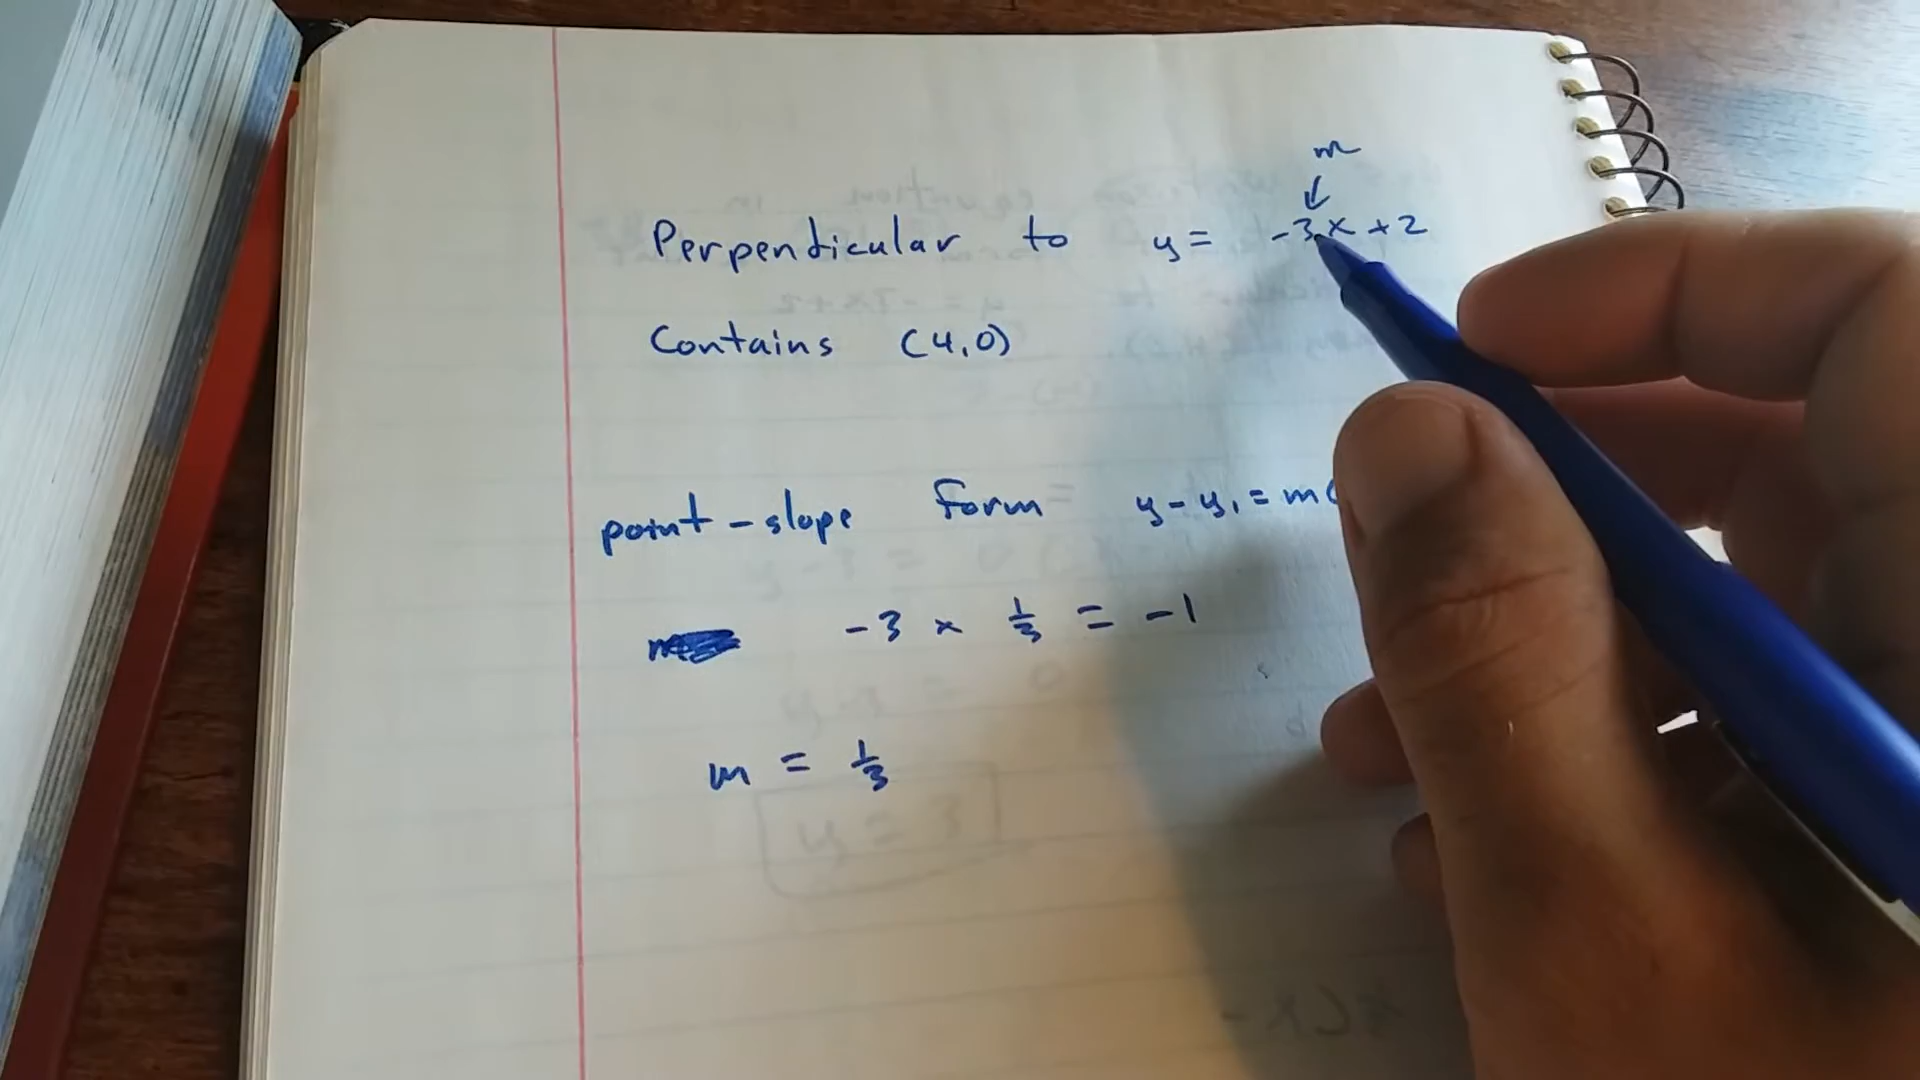 m
↓
Perpendicular to y = -3x +2
Contains (4,0)
point-slope form y - y₁ = m(
-3 × 1/3 = -1
m = 1/3